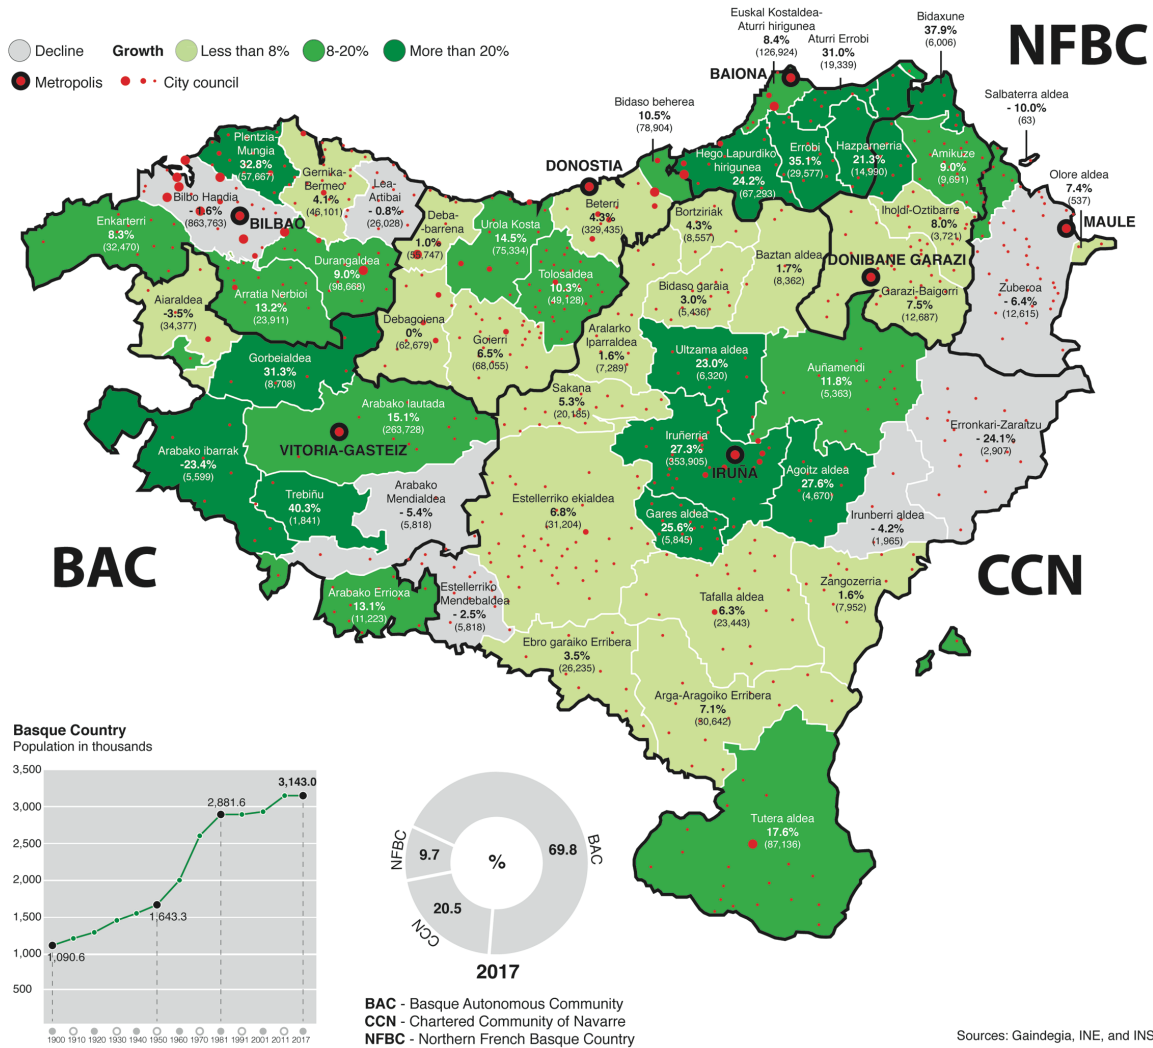 Decline
Growth
Less than 8%
8-20%
More than 20%
Metropolis
City council
NFBC
BAC
CCN
Euskal Kostaldea-
Aturri hirigunea
8.4%
(126,924)
Aturri Errobi
31.0%
(19,339)
Bidaxune
37.9%
(6,006)
BAIONA
Salbaterra aldea
- 10.0%
(63)
Bidaso beherea
10.5%
(78,904)
Olore aldea
7.4%
(537)
MAULE
DONOSTIA
Plentzia-
Mungia
32.8%
(57,667)
Gernika-
Bermeo
4.1%
(46,101)
Lea-
Artibai
- 0.8%
(26,028)
Bilbo Handia
- 1.6%
(863,763)
BILBAO
Enkarterri
8.3%
(32,470)
Deba-
-barrena
1.0%
(55,747)
Urola Kosta
14.5%
(75,334)
Beterri
4.3%
(329,435)
Hego Lapurdiko
hirigunea
24.2%
(67,293)
Errobi
35.1%
(29,577)
Hazparnerria
21.3%
(14,990)
Amikuze
9.0%
(9,691)
Bortziriak
4.3%
(8,557)
Iholdi-Oztibarre
8.0%
(3,721)
Baztan aldea
1.7%
(8,362)
DONIBANE GARAZI
Garazi-Baigorri
7.5%
(12,687)
Zuberoa
- 6.4%
(12,615)
Durangaldea
9.0%
(98,668)
Tolosaldea
10.3%
(49,128)
Bidaso garaia
3.0%
(5,436)
Aiaraldea
-3.5%
(34,377)
Arratia Nerbioi
13.2%
(23,911)
Debagoiena
0%
(62,679)
Goierri
6.5%
(68,055)
Aralarko
Iparraldea
1.6%
(7,289)
Gorbeialdea
31.3%
(8,708)
Ultzama aldea
23.0%
(6,320)
Auñamendi
11.8%
(5,363)
Sakana
5.3%
(20,185)
Arabako lautada
15.1%
(263,728)
VITORIA-GASTEIZ
Erronkari-Zaraitzu
- 24.1%
(2,907)
Iruñerria
27.3%
(353,905)
IRUÑA
Arabako ibarrak
-23.4%
(5,599)
Agoitz aldea
27.6%
(4,670)
Trebiñu
40.3%
(1,841)
Arabako
Mendialdea
- 5.4%
(5,818)
Estellerriko ekialdea
6.8%
(31,204)
Gares aldea
25.6%
(5,845)
Irunberri aldea
- 4.2%
(1,965)
Arabako Errioxa
13.1%
(11,223)
Estellerriko
Mendebaldea
- 2.5%
(5,818)
Tafalla aldea
6.3%
(23,443)
Zangozerria
1.6%
(7,952)
Ebro garaiko Erribera
3.5%
(26,235)
Arga-Aragoiko Erribera
7.1%
(30,642)
Tutera aldea
17.6%
(87,136)
Basque Country
Population in thousands
3,500
3,000
2,500
2,000
1,500
1,000
500
1,090.6
1,643.3
2,881.6
3,143.0
1900 1910 1920 1930 1940 1950 1960 1970 1981 1991 2001 2011 2017
%
69.8
BAC
20.5
CCN
9.7
NFBC
2017
BAC - Basque Autonomous Community
CCN - Chartered Community of Navarre
NFBC - Northern French Basque Country
Sources: Gaindegia, INE, and INS